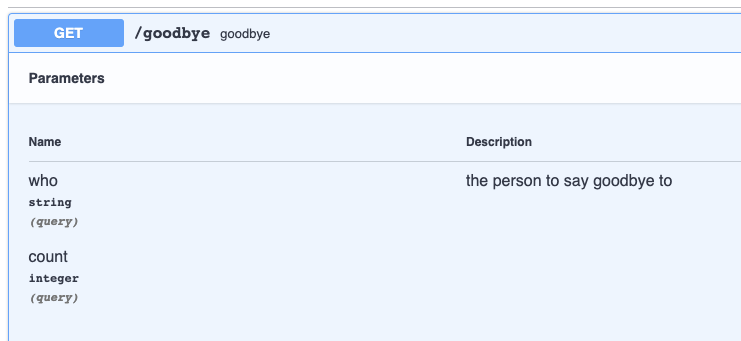 GET /goodbye goodbye
Parameters
Name Description
who the person to say goodbye to
string
(query)
count
integer
(query)